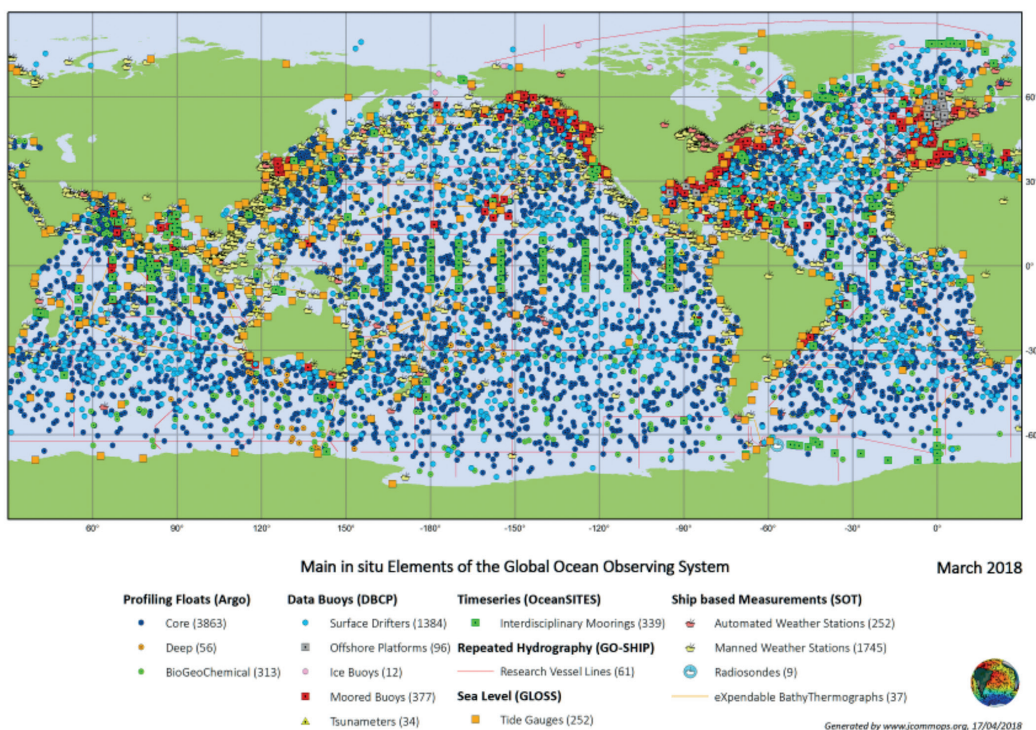 60°
30°
0°
-30°
-60°
60° 90° 120° 150° -180° -150° -120° -90° -60° -30° 0°
Main in situ Elements of the Global Ocean Observing System
March 2018
Profiling Floats (Argo)
Core (3863)
Deep (56)
BioGeoChemical (313)
Data Buoys (DBCP)
Surface Drifters (1384)
Offshore Platforms (96)
Ice Buoys (12)
Moored Buoys (377)
Tsunameters (34)
Timeseries (OceanSITES)
Interdisciplinary Moorings (339)
Repeated Hydrography (GO-SHIP)
Research Vessel Lines (61)
Sea Level (GLOSS)
Tide Gauges (252)
Ship based Measurements (SOT)
Automated Weather Stations (252)
Manned Weather Stations (1745)
Radiosondes (9)
eXpendable BathyThermographs (37)
Generated by www.jcommops.org, 17/04/2018